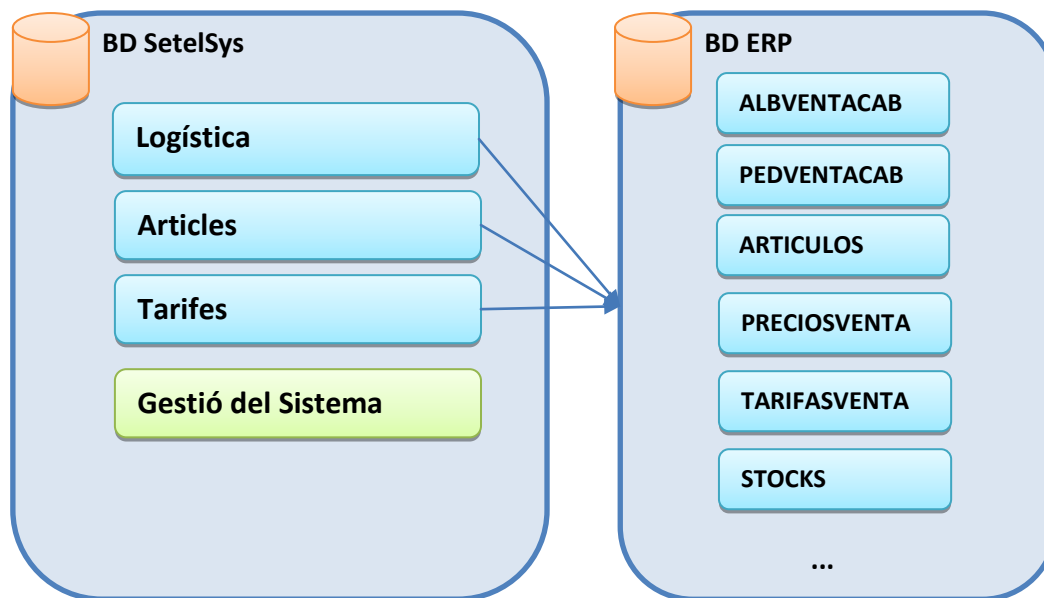 BD SetelSys
Logística
Articles
Tarifes
Gestió del Sistema
BD ERP
ALBVENTACAB
PEDVENTACAB
ARTICULOS
PRECIOSVENTA
TARIFASVENTA
STOCKS
...